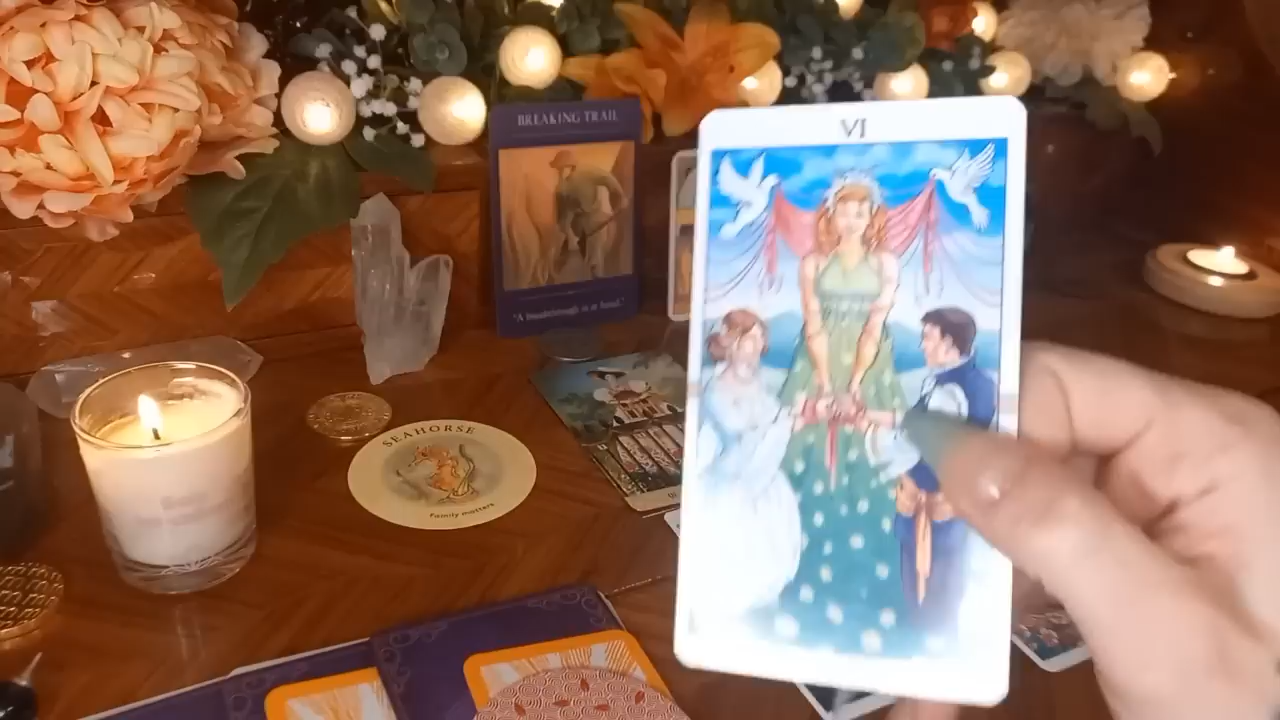 BREAKING TRAIL
"A breakthrough is at hand."
VI
SEAHORSE
Family matters